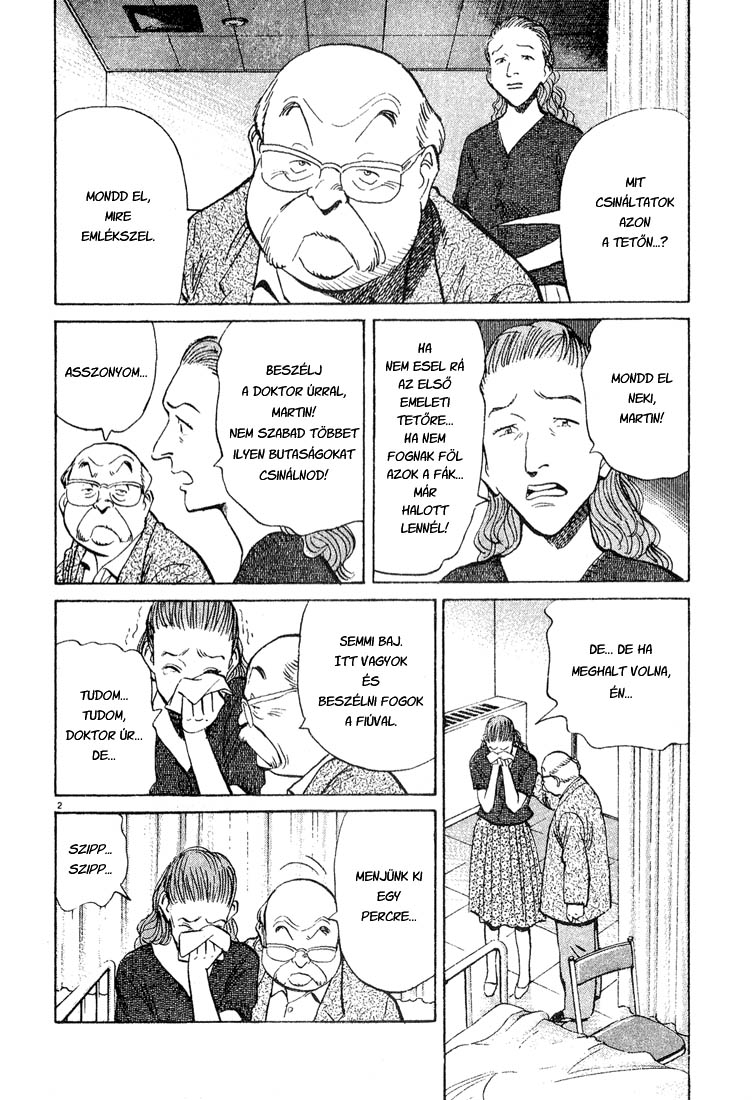 MIT
CSINÁLTATOK
AZON
A TETŐN...?
MONDD EL,
MIRE
EMLÉKSZEL.
MONDD EL
NEKI,
MARTIN!
HA
NEM ESEL RÁ
AZ ELSŐ
EMELETI
TETŐRE...
HA NEM
FOGNAK FÖL
AZOK A FÁK...
MÁR
HALOTT
LENNÉL!
BESZÉLJ
A DOKTOR ÚRRAL,
MARTIN!
NEM SZABAD TÖBBET
ILYEN BUTASÁGOKAT
CSINÁLNOD!
ASSZONYOM...
DE... DE HA
MEGHALT VOLNA,
ÉN...
SEMMI BAJ.
ITT VAGYOK
ÉS
BESZÉLNI FOGOK
A FIÚVAL.
TUDOM...
TUDOM,
DOKTOR ÚR...
DE...
2
MENJÜNK KI
EGY
PERCRE...
SZIPP...
SZIPP...